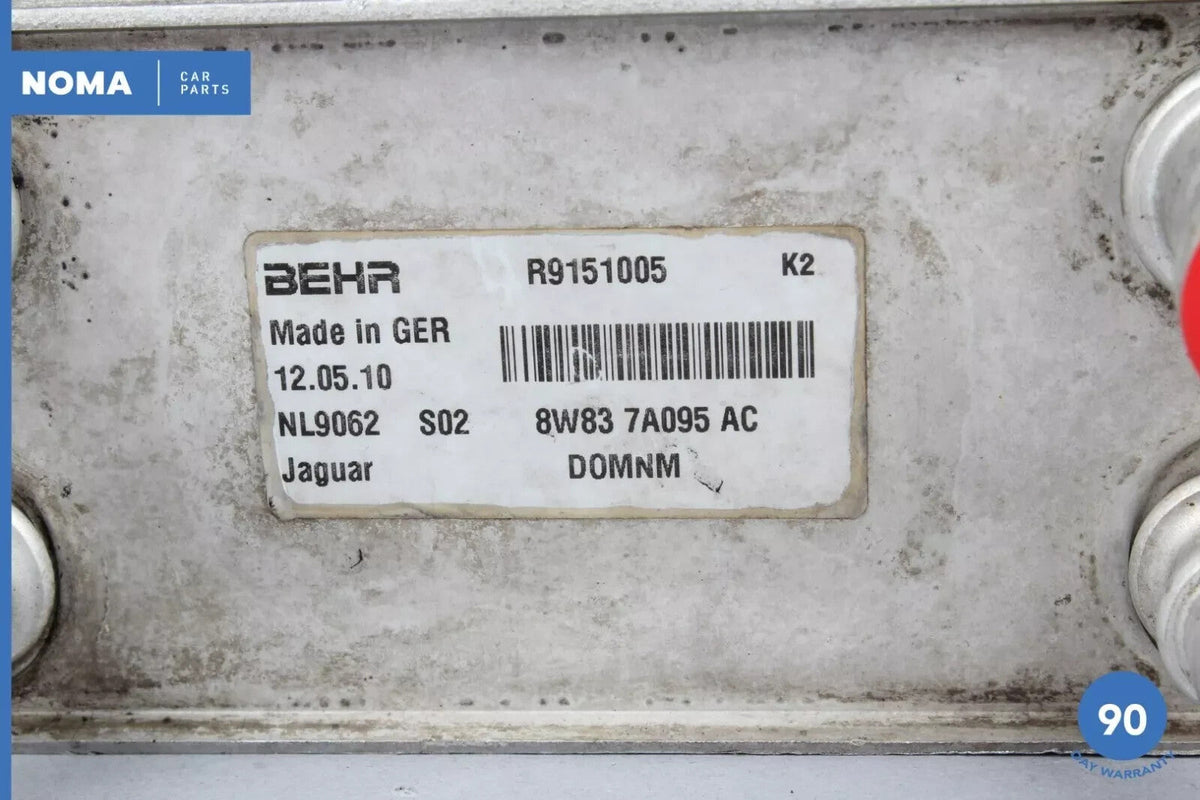 NOMA CAR PARTS
BEHR R9151005 K2
Made in GER
12.05.10
NL9062 S02 8W83 7A095 AC
Jaguar DOMNM
90
DAY WARRANTY